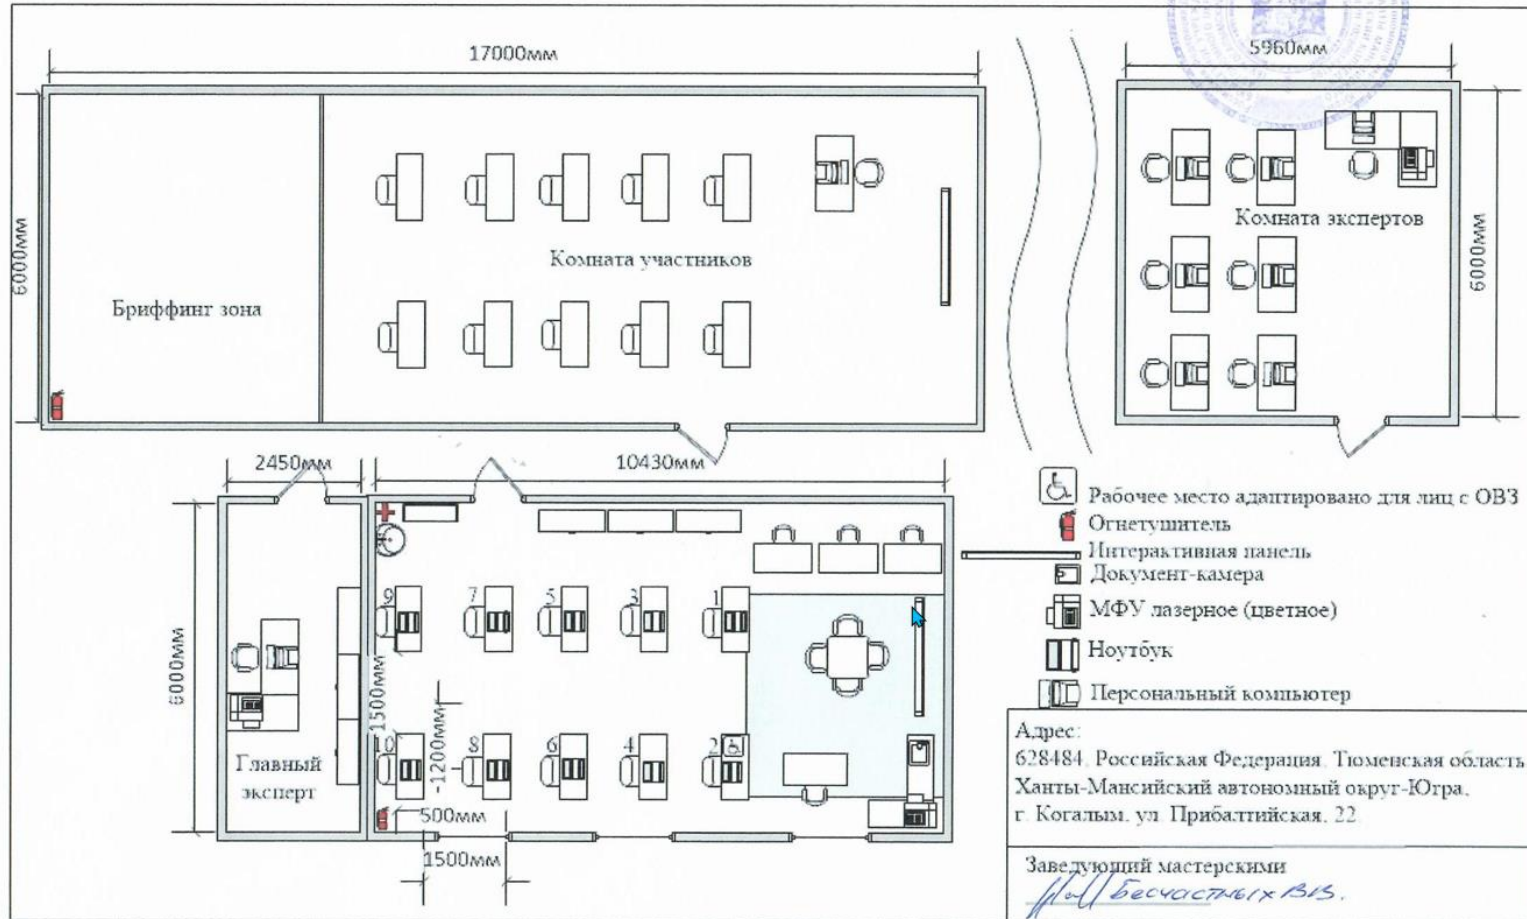 17000мм
5960мм
6000мм
Бриффинг зона
Комната участников
Комната экспертов
6000мм
2450мм
10430мм
6000мм
Главный
эксперт
9
7
5
3
1
1500мм
1200мм
10
8
6
4
2
500мм
1500мм
Рабочее место адаптировано для лиц с ОВЗ
Огнетушитель
Интерактивная панель
Документ-камера
МФУ лазерное (цветное)
Ноутбук
Персональный компьютер
Адрес:
628484, Российская Федерация, Тюменская область
Ханты-Мансийский автономный округ-Югра,
г. Когалым, ул. Прибалтийская, 22
Заведующий мастерскими
Бесчастных В.В.